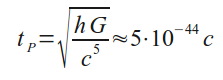 t_P = √(hG/c^5) ≈ 5·10^-44 c